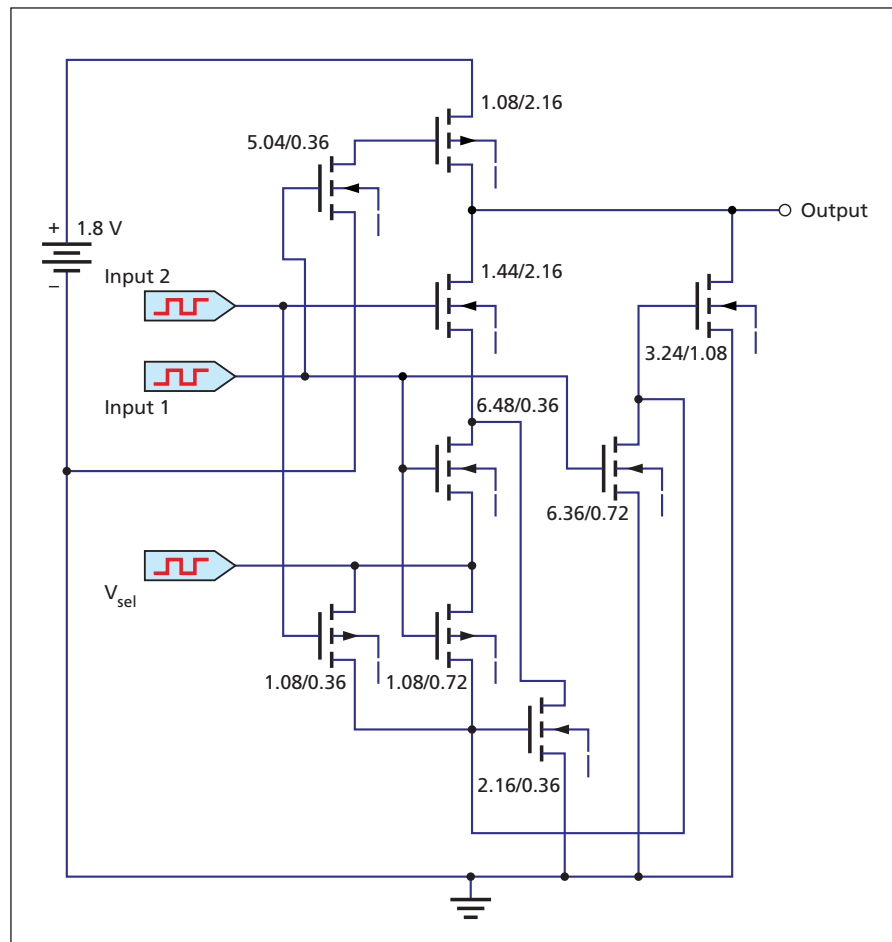 1.08/2.16
5.04/0.36
Output
+ 1.8 V
−
Input 2
1.44/2.16
3.24/1.08
Input 1
6.48/0.36
6.36/0.72
Vsel
1.08/0.36
1.08/0.72
2.16/0.36